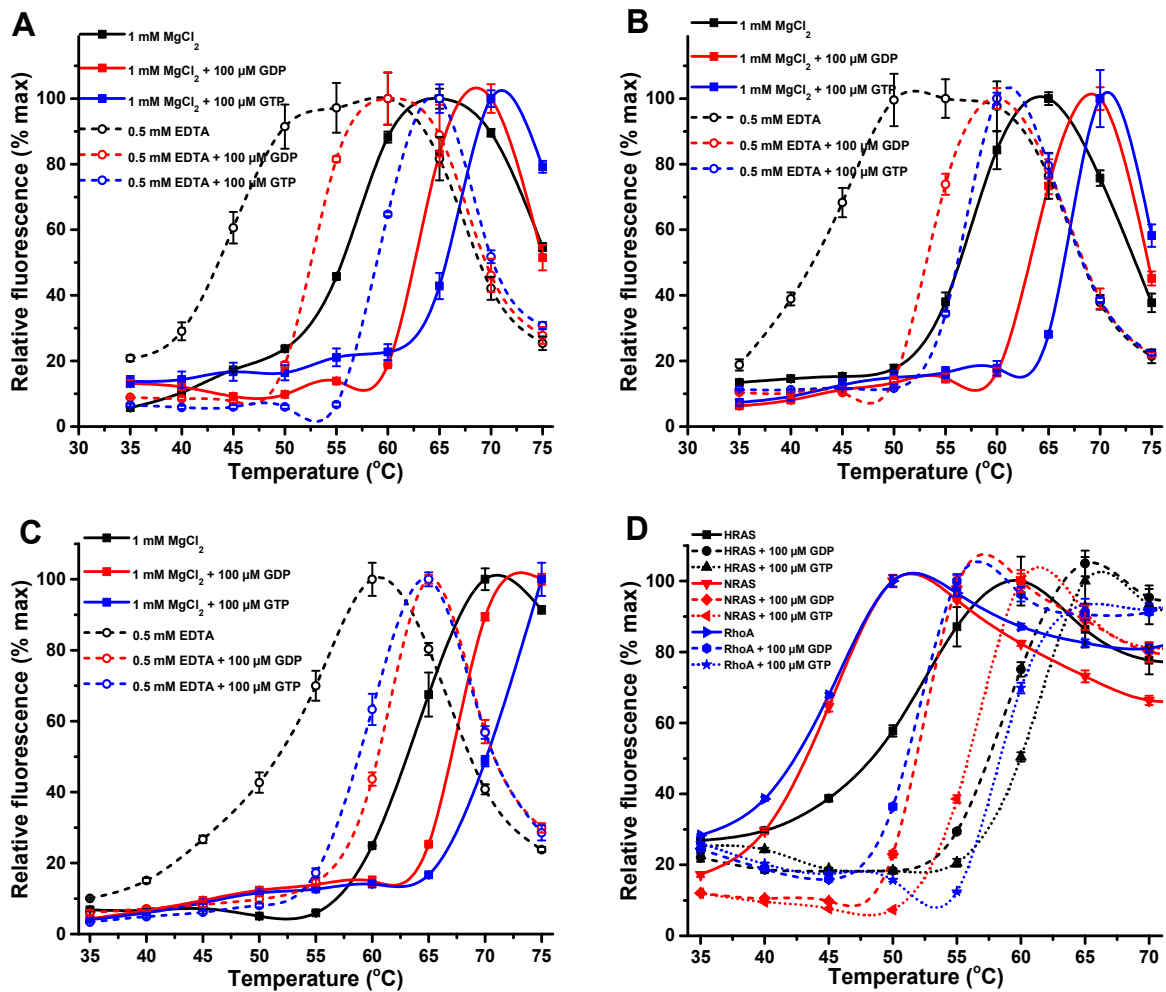 A
1 mM MgCl2
1 mM MgCl2 + 100 µM GDP
1 mM MgCl2 + 100 µM GTP
0.5 mM EDTA
0.5 mM EDTA + 100 µM GDP
0.5 mM EDTA + 100 µM GTP
Relative fluorescence (% max)
0
20
40
60
80
100
30 35 40 45 50 55 60 65 70 75
Temperature (oC)
B
1 mM MgCl2
1 mM MgCl2 + 100 µM GDP
1 mM MgCl2 + 100 µM GTP
0.5 mM EDTA
0.5 mM EDTA + 100 µM GDP
0.5 mM EDTA + 100 µM GTP
Relative fluorescence (% max)
0
20
40
60
80
100
30 35 40 45 50 55 60 65 70 75
Temperature (oC)
C
1 mM MgCl2
1 mM MgCl2 + 100 µM GDP
1 mM MgCl2 + 100 µM GTP
0.5 mM EDTA
0.5 mM EDTA + 100 µM GDP
0.5 mM EDTA + 100 µM GTP
Relative fluorescence (% max)
0
20
40
60
80
100
35 40 45 50 55 60 65 70 75
Temperature (oC)
D
HRAS
HRAS + 100 µM GDP
HRAS + 100 µM GTP
NRAS
NRAS + 100 µM GDP
NRAS + 100 µM GTP
RhoA
RhoA + 100 µM GDP
RhoA + 100 µM GTP
Relative fluorescence (% max)
0
20
40
60
80
100
35 40 45 50 55 60 65 70
Temperature (oC)